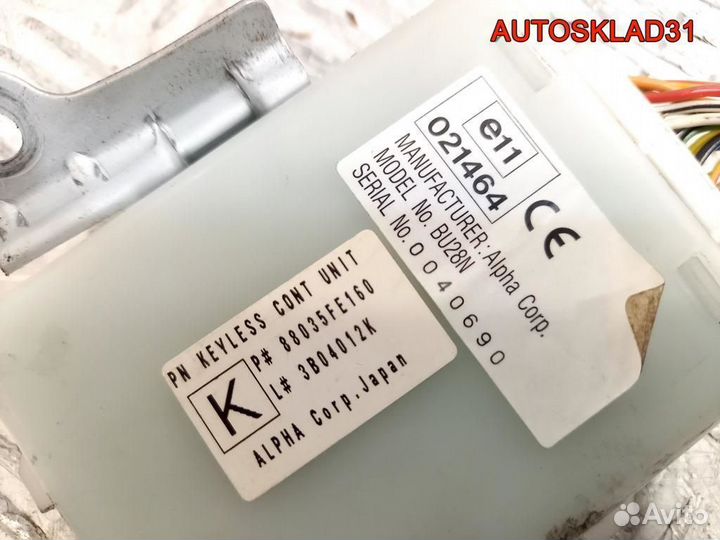 AUTOSKLAD31
e11
021464
CE
MANUFACTURER: Alpha Corp.
MODEL No. BU28N
SERIAL No. 0040690
PN KEYLESS CONT UNIT
K
P# 88035FE160
L# 3B04012K
ALPHA Corp. Japan
Avito